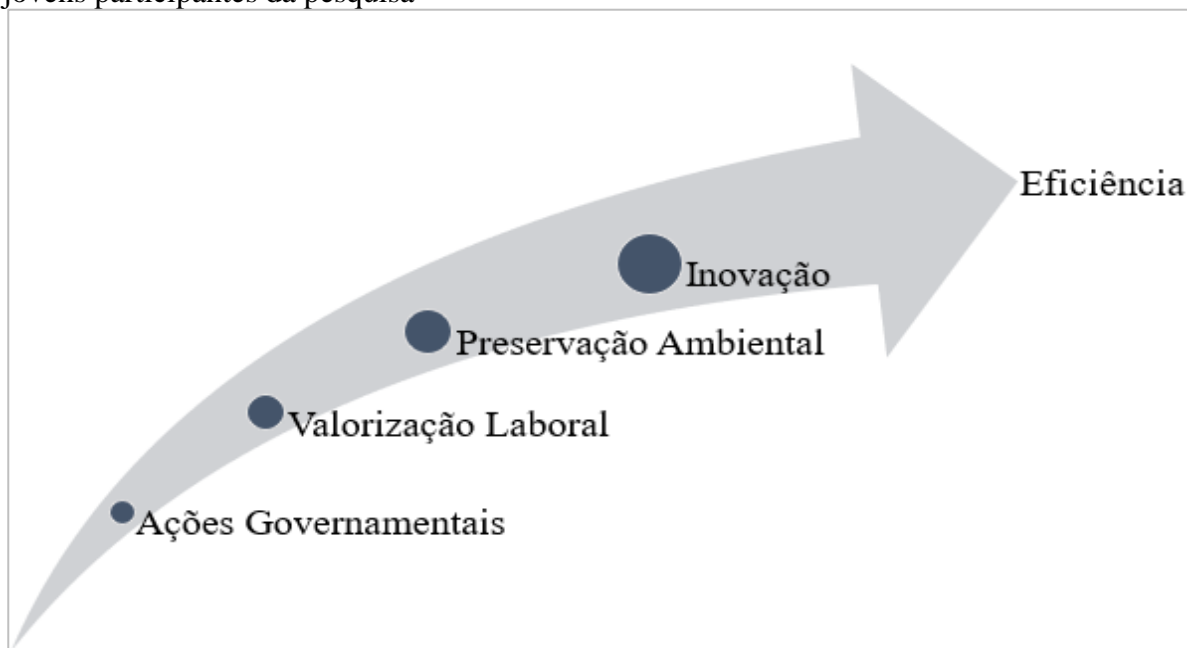 jovens participantes da pesquisa
Eficiência
Inovação
Preservação Ambiental
Valorização Laboral
Ações Governamentais